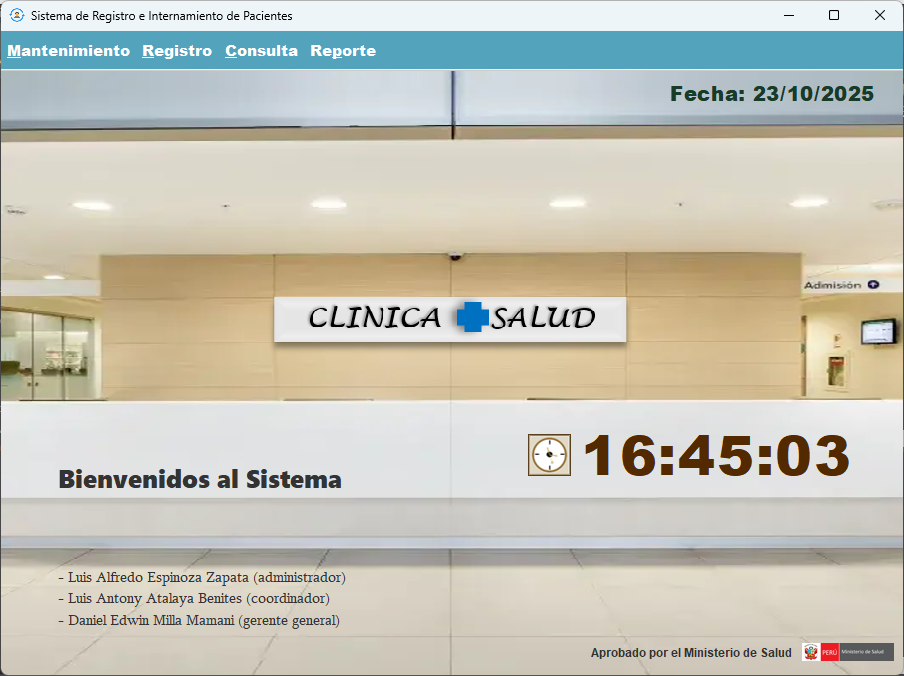 Sistema de Registro e Internamiento de Pacientes
Mantenimiento Registro Consulta Reporte
Fecha: 23/10/2025
Admisión
CLINICA SALUD
16:45:03
Bienvenidos al Sistema
- Luis Alfredo Espinoza Zapata (administrador)
- Luis Antony Atalaya Benites (coordinador)
- Daniel Edwin Milla Mamani (gerente general)
Aprobado por el Ministerio de Salud
PERÚ Ministerio de Salud